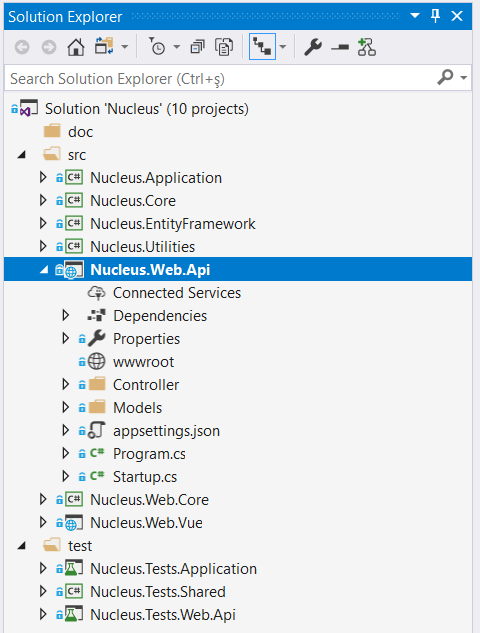 Solution Explorer
Search Solution Explorer (Ctrl+ş)
Solution 'Nucleus' (10 projects)
doc
src
C# Nucleus.Application
C# Nucleus.Core
C# Nucleus.EntityFramework
C# Nucleus.Utilities
Nucleus.Web.Api
Connected Services
Dependencies
Properties
wwwroot
Controller
Models
appsettings.json
C# Program.cs
C# Startup.cs
C# Nucleus.Web.Core
Nucleus.Web.Vue
test
Nucleus.Tests.Application
C# Nucleus.Tests.Shared
Nucleus.Tests.Web.Api